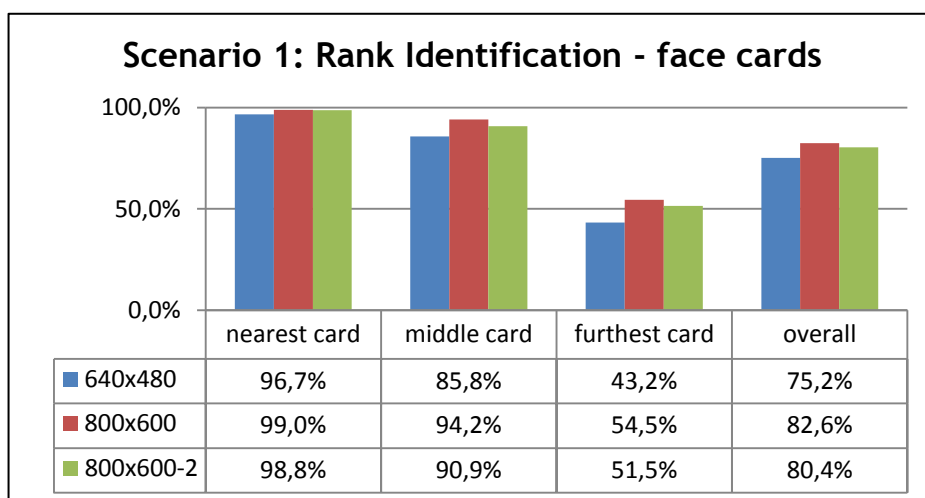 Scenario 1: Rank Identification - face cards
100,0%
50,0%
0,0%
nearest card middle card furthest card overall
640x480 96,7% 85,8% 43,2% 75,2%
800x600 99,0% 94,2% 54,5% 82,6%
800x600-2 98,8% 90,9% 51,5% 80,4%